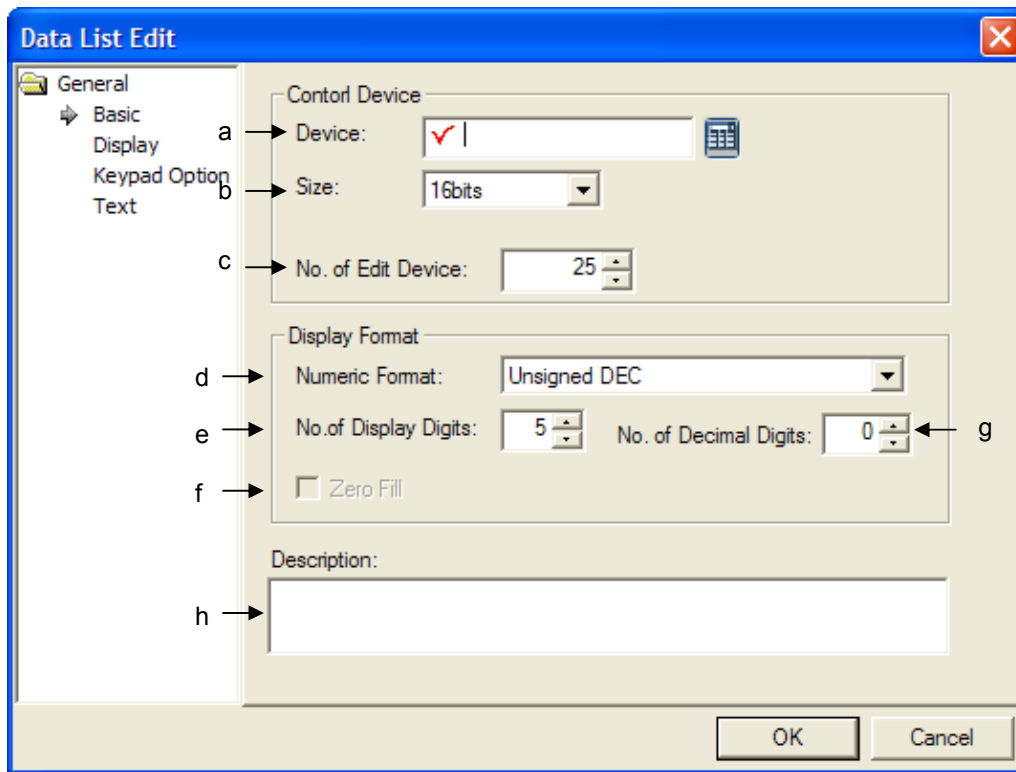 Data List Edit
General
Basic
Display
Keypad Option
Text
Contorl Device
a Device:
b Size: 16bits
c No. of Edit Device: 25
Display Format
d Numeric Format: Unsigned DEC
e No.of Display Digits: 5 No. of Decimal Digits: 0 g
f Zero Fill
Description:
h
OK Cancel